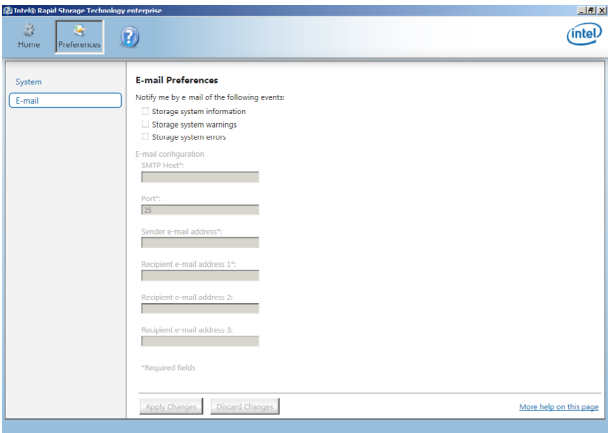 Intel® Rapid Storage Technology enterprise
Home
Preferences
?
intel
System
E-mail
E-mail Preferences
Notify me by e-mail of the following events:
Storage system information
Storage system warnings
Storage system errors
E-mail configuration
SMTP Host*:
Port*:
25
Sender e-mail address*:
Recipient e-mail address 1*:
Recipient e-mail address 2:
Recipient e-mail address 3:
*Required fields
Apply Changes
Discard Changes
More help on this page